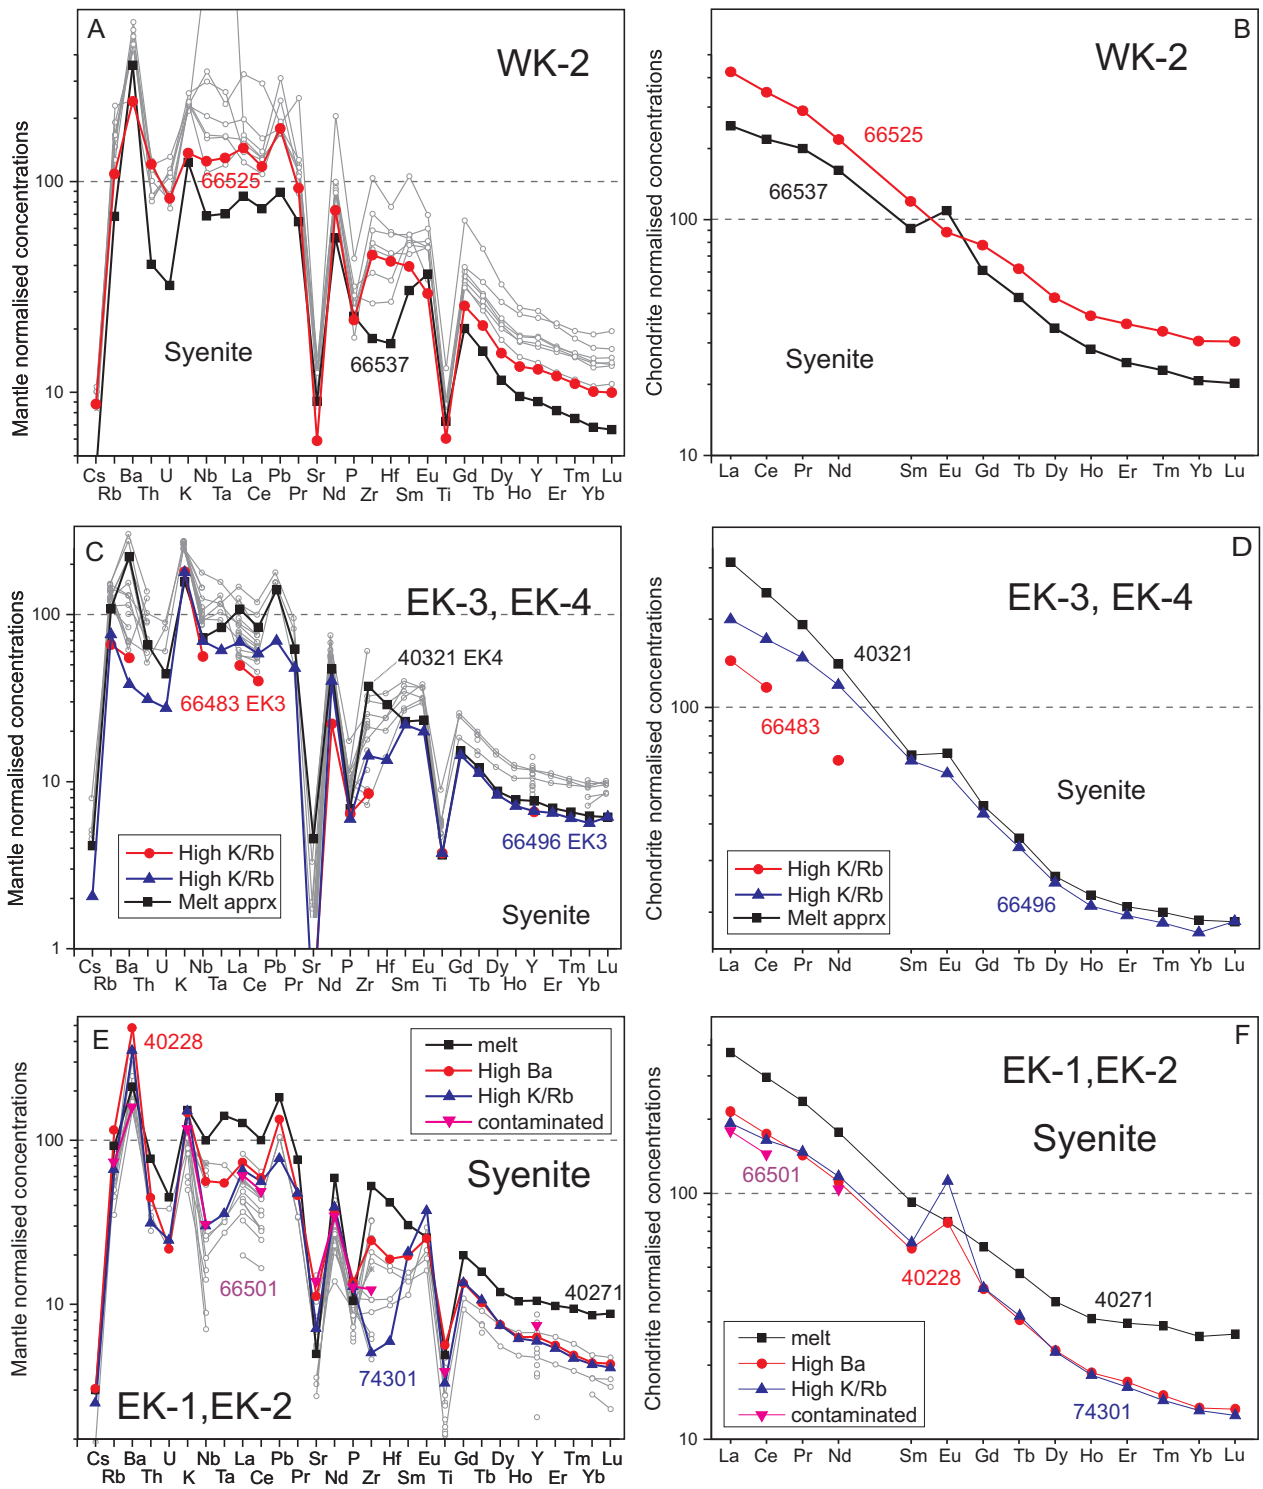 A
WK-2
Mantle normalised concentrations
100
10
66525
66537
Syenite
Cs Ba U Nb La Pb Sr P Hf Eu Gd Dy Y Tm Lu
Rb Th K Ta Ce Pr Nd Zr Sm Ti Tb Ho Er Yb
B
WK-2
Chondrite normalised concentrations
100
10
66525
66537
Syenite
La Ce Pr Nd Sm Eu Gd Tb Dy Ho Er Tm Yb Lu
C
EK-3, EK-4
Mantle normalised concentrations
100
10
1
40321 EK4
66483 EK3
66496 EK3
High K/Rb
High K/Rb
Melt apprx
Syenite
Cs Ba U Nb La Pb Sr P Hf Eu Gd Dy Y Tm Lu
Rb Th K Ta Ce Pr Nd Zr Sm Ti Tb Ho Er Yb
D
EK-3, EK-4
Chondrite normalised concentrations
100
40321
66483
Syenite
66496
High K/Rb
High K/Rb
Melt apprx
La Ce Pr Nd Sm Eu Gd Tb Dy Ho Er Tm Yb Lu
E
40228
melt
High Ba
High K/Rb
contaminated
Mantle normalised concentrations
100
10
Syenite
66501
40271
74301
EK-1,EK-2
Cs Ba U Nb La Pb Sr P Hf Eu Gd Dy Y Tm Lu
Rb Th K Ta Ce Pr Nd Zr Sm Ti Tb Ho Er Yb
F
EK-1,EK-2
Syenite
Chondrite normalised concentrations
100
10
66501
40228
40271
74301
melt
High Ba
High K/Rb
contaminated
La Ce Pr Nd Sm Eu Gd Tb Dy Ho Er Tm Yb Lu